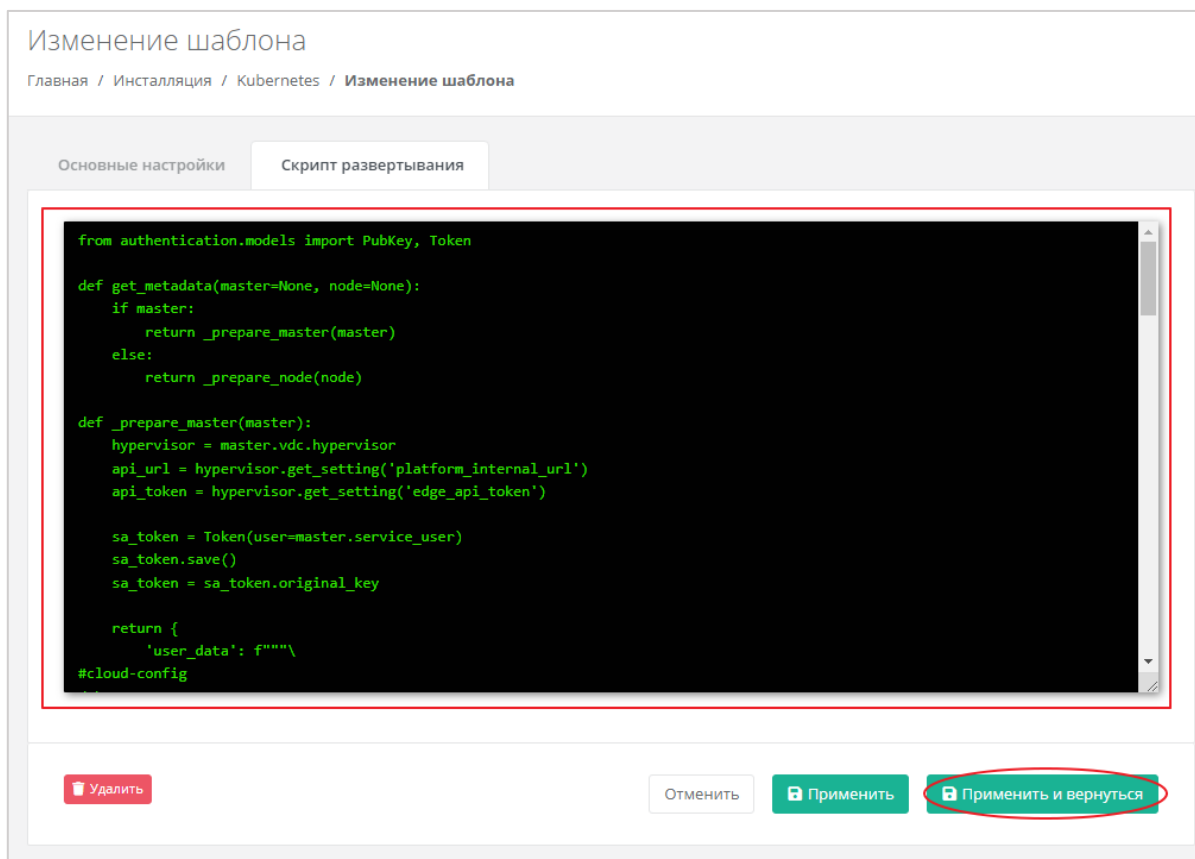 Изменение шаблона
Главная / Инсталляция / Kubernetes / Изменение шаблона
Основные настройки
Скрипт развертывания
from authentication.models import PubKey, Token
def get_metadata(master=None, node=None):
    if master:
        return _prepare_master(master)
    else:
        return _prepare_node(node)
def _prepare_master(master):
    hypervisor = master.vdc.hypervisor
    api_url = hypervisor.get_setting('platform_internal_url')
    api_token = hypervisor.get_setting('edge_api_token')
    sa_token = Token(user=master.service_user)
    sa_token.save()
    sa_token = sa_token.original_key
    return {
        'user_data': f"""\
#cloud-config
Удалить
Отменить
Применить
Применить и вернуться